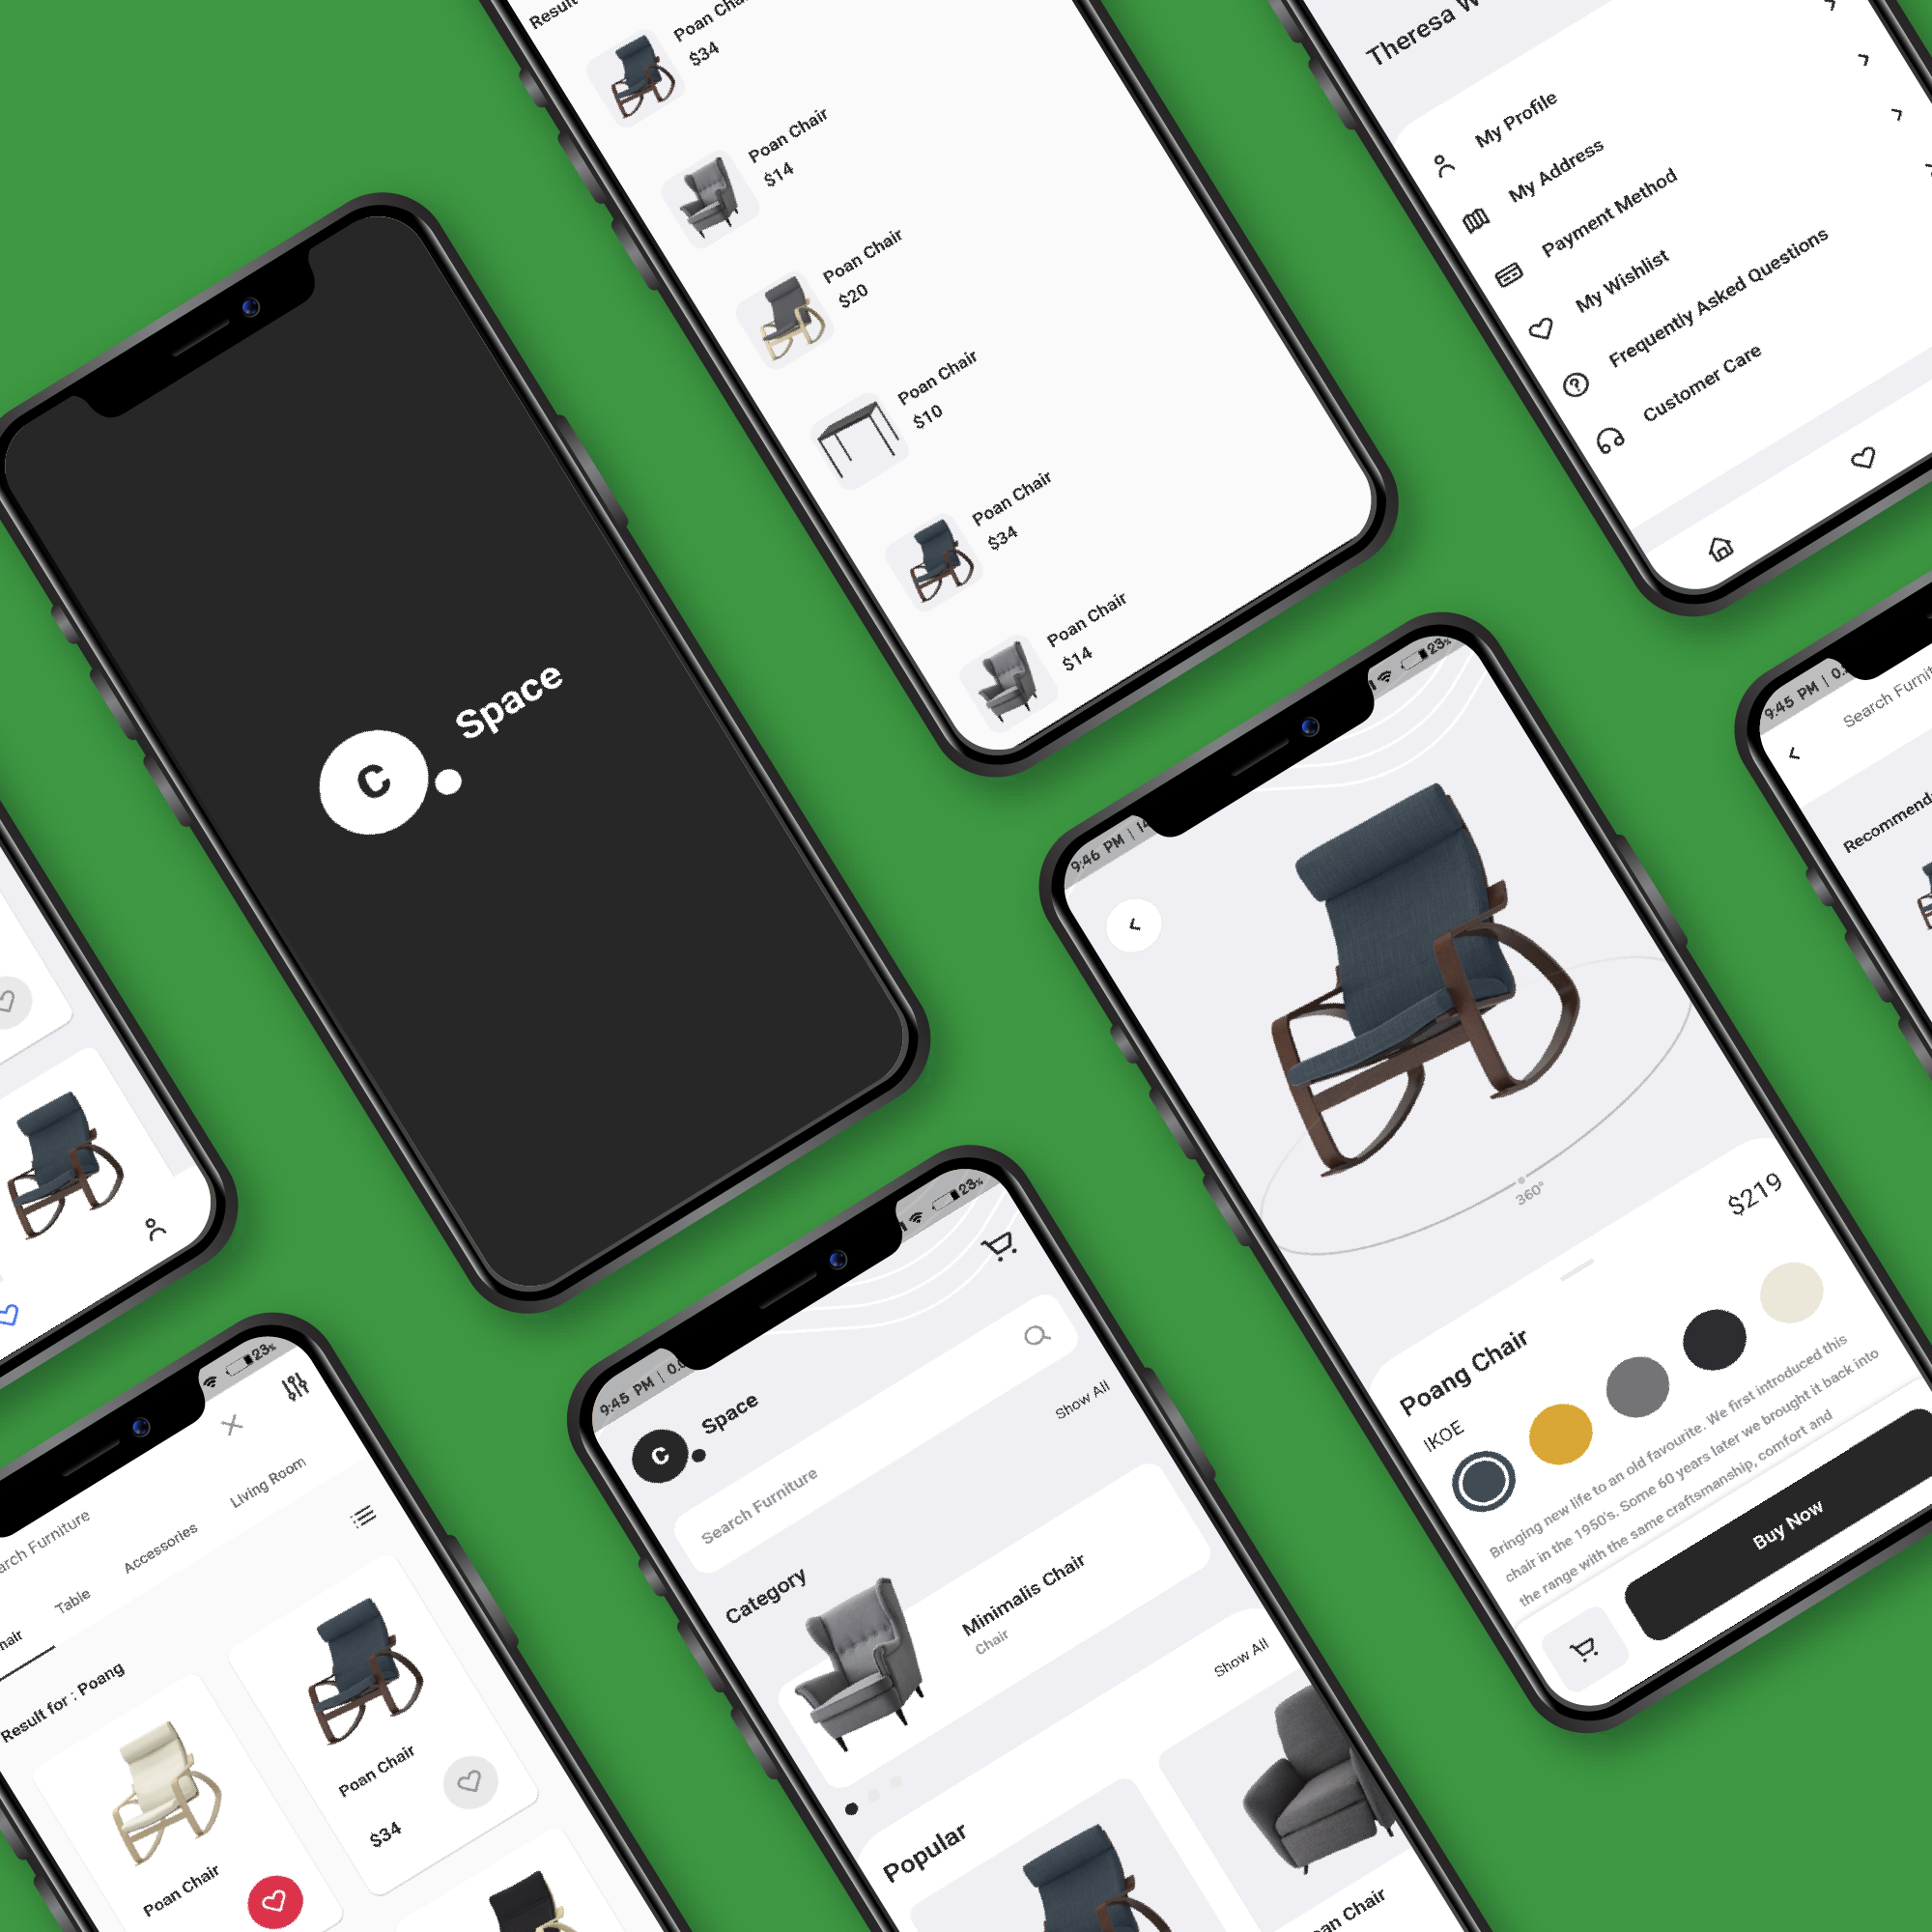 Result
Poan Chair
$34
Poan Chair
$14
Poan Chair
$20
Poan Chair
$10
Poan Chair
$34
Poan Chair
$14
Theresa W
My Profile
My Address
Payment Method
My Wishlist
Frequently Asked Questions
Customer Care
c
Space
9:46 PM |
23%
360°
$219
Poang Chair
IKOE
Bringing new life to an old favourite. We first introduced this
chair in the 1950's. Some 60 years later we brought it back into
the range with the same craftsmanship, comfort and
Buy Now
9:45 PM | 0.
Search Furnit
Recommend
23%
arch Furniture
hair
Table
Accessories
Living Room
Result for : Poang
Poan Chair
Poan Chair
$34
9:45 PM | 0.
23%
c
Space
Search Furniture
Category
Show All
Minimalis Chair
Chair
Popular
Show All
an Chair